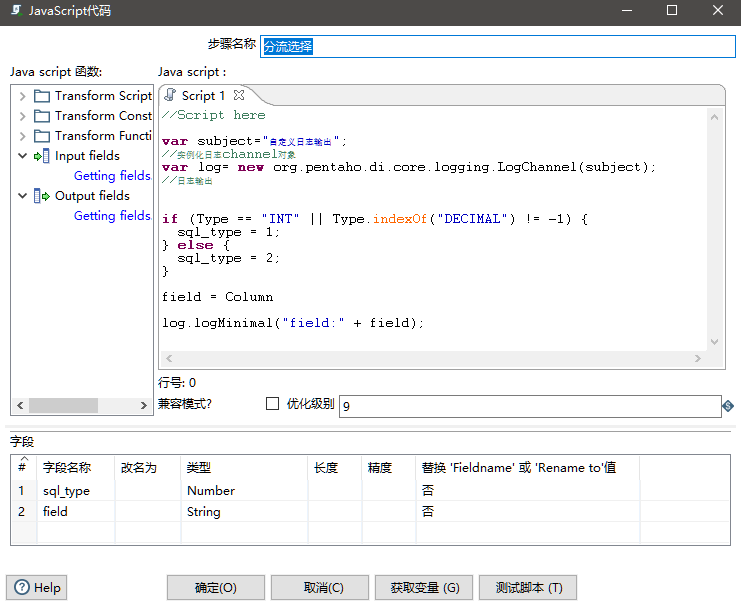 JavaScript代码
步骤名称 分流选择
Java script 函数:
Java script :
Transform Script
Transform Const
Transform Functi
Input fields
Getting fields.
Output fields
Getting fields.
Script 1
//Script here
var subject="自定义日志输出";
//实例化日志channel对象
var log= new org.pentaho.di.core.logging.LogChannel(subject);
//日志输出
if (Type == "INT" || Type.indexOf("DECIMAL") != -1) {
sql_type = 1;
} else {
sql_type = 2;
}
field = Column
log.logMinimal("field:" + field);
行号: 0
兼容模式? 优化级别 9
字段
# 字段名称 改名为 类型 长度 精度 替换 'Fieldname' 或 'Rename to'值
1 sql_type Number 否
2 field String 否
Help 确定(O) 取消(C) 获取变量 (G) 测试脚本 (T)